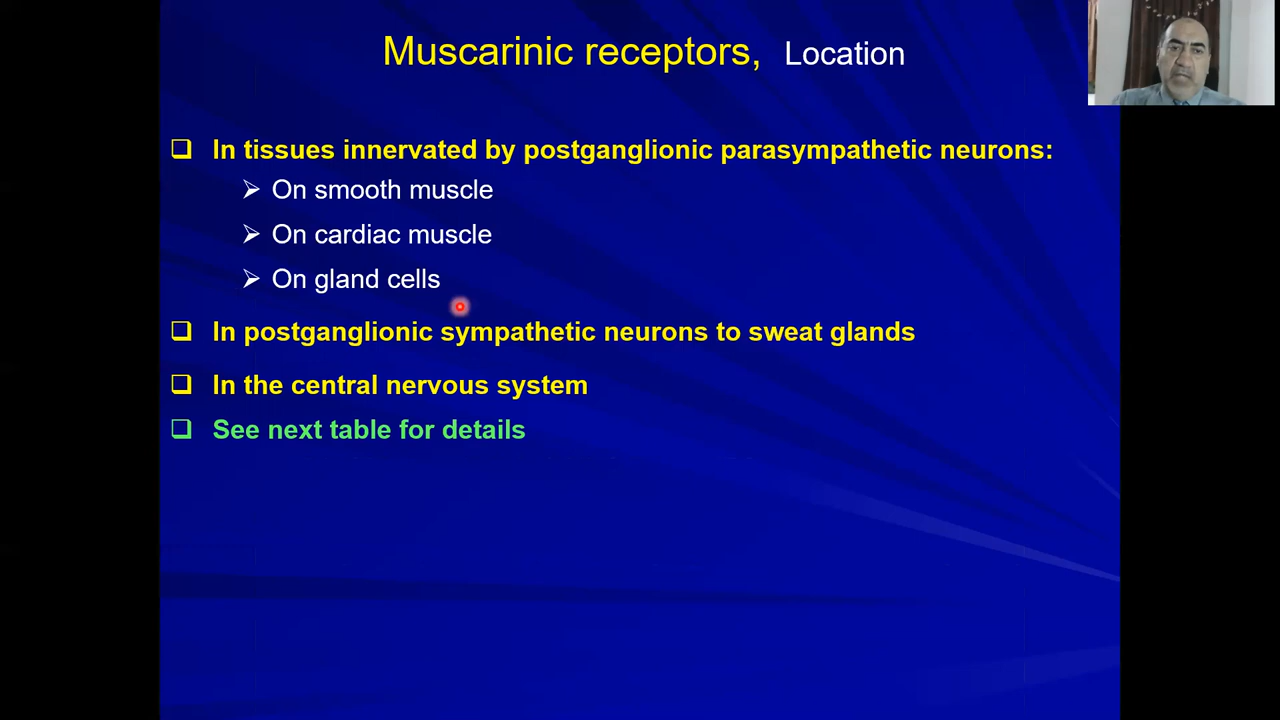 Muscarinic receptors, Location
In tissues innervated by postganglionic parasympathetic neurons:
On smooth muscle
On cardiac muscle
On gland cells
In postganglionic sympathetic neurons to sweat glands
In the central nervous system
See next table for details